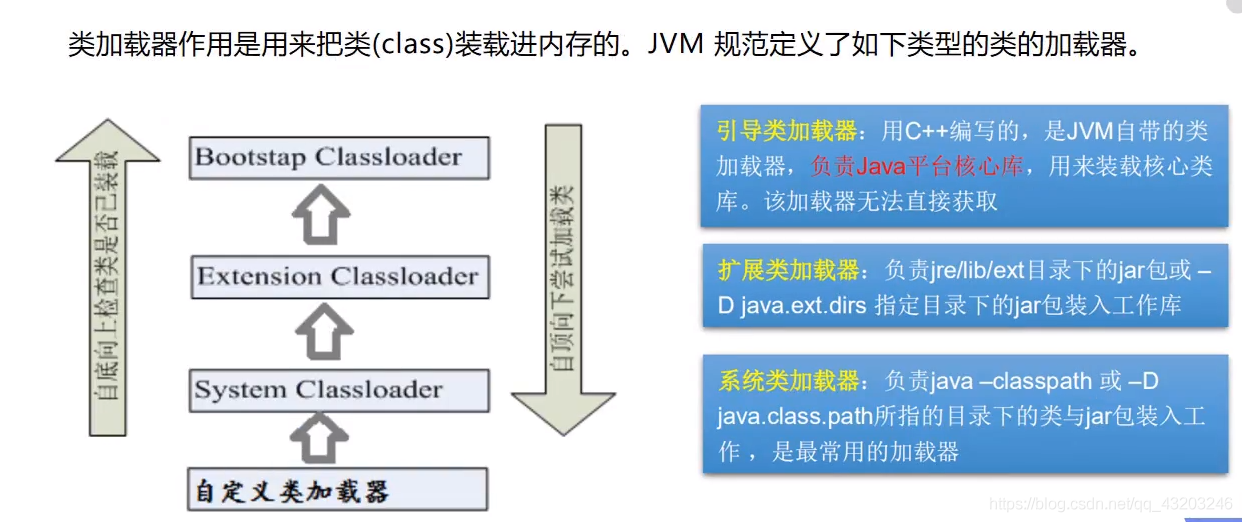 类加载器作用是用来把类(class)装载进内存的。JVM 规范定义了如下类型的类的加载器。
自底向上检查类是否已装载
Bootstap Classloader
Extension Classloader
System Classloader
自定义类加载器
自顶向下尝试加载类
引导类加载器：用C++编写的，是JVM自带的类
加载器，负责Java平台核心库，用来装载核心类
库。该加载器无法直接获取
扩展类加载器：负责jre/lib/ext目录下的jar包或 –
D java.ext.dirs 指定目录下的jar包装入工作库
系统类加载器：负责java –classpath 或 –D
java.class.path所指的目录下的类与jar包装入工
作 ，是最常用的加载器
https://blog.csdn.net/qq_43203246